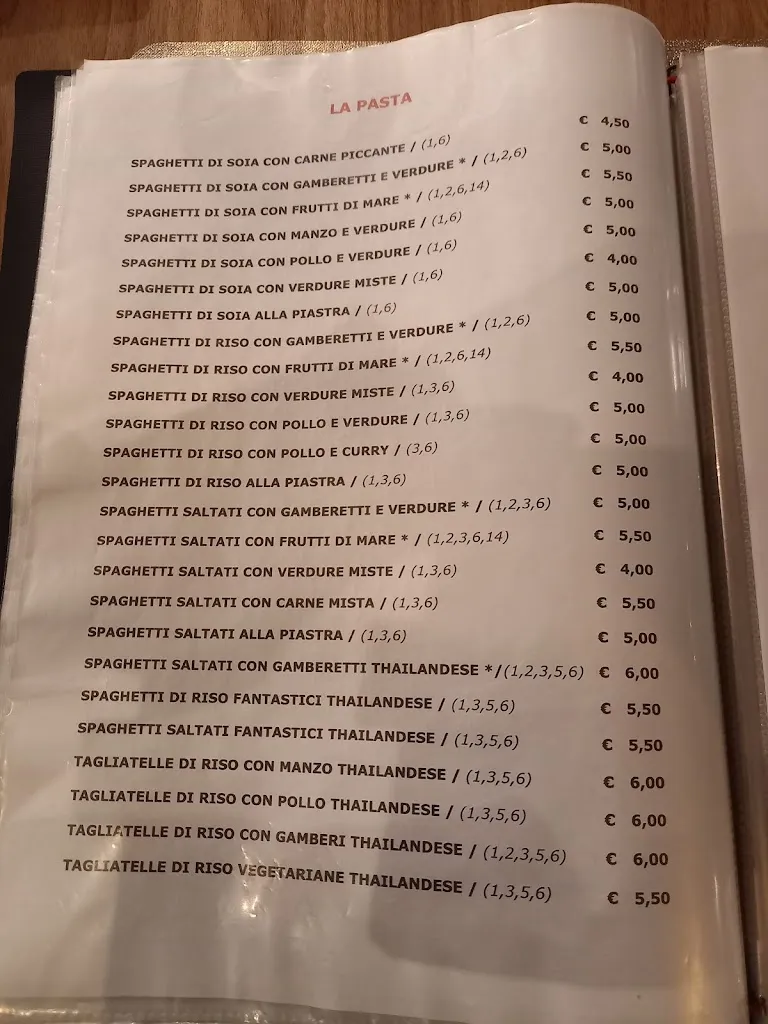 LA PASTA
SPAGHETTI DI SOIA CON CARNE PICCANTE / (1,6) € 4,50
SPAGHETTI DI SOIA CON GAMBERETTI E VERDURE * / (1,2,6) € 5,00
SPAGHETTI DI SOIA CON FRUTTI DI MARE * / (1,2,6,14) € 5,50
SPAGHETTI DI SOIA CON MANZO E VERDURE / (1,6) € 5,00
SPAGHETTI DI SOIA CON POLLO E VERDURE / (1,6) € 5,00
SPAGHETTI DI SOIA CON VERDURE MISTE / (1,6) € 4,00
SPAGHETTI DI SOIA ALLA PIASTRA / (1,6) € 5,00
SPAGHETTI DI RISO CON GAMBERETTI E VERDURE * / (1,2,6) € 5,00
SPAGHETTI DI RISO CON FRUTTI DI MARE * / (1,2,6,14) € 5,50
SPAGHETTI DI RISO CON VERDURE MISTE / (1,3,6) € 4,00
SPAGHETTI DI RISO CON POLLO E VERDURE / (1,3,6) € 5,00
SPAGHETTI DI RISO CON POLLO E CURRY / (3,6) € 5,00
SPAGHETTI DI RISO ALLA PIASTRA / (1,3,6) € 5,00
SPAGHETTI SALTATI CON GAMBERETTI E VERDURE * / (1,2,3,6) € 5,00
SPAGHETTI SALTATI CON FRUTTI DI MARE * / (1,2,3,6,14) € 5,50
SPAGHETTI SALTATI CON VERDURE MISTE / (1,3,6) € 4,00
SPAGHETTI SALTATI CON CARNE MISTA / (1,3,6) € 5,50
SPAGHETTI SALTATI ALLA PIASTRA / (1,3,6) € 5,00
SPAGHETTI SALTATI CON GAMBERETTI THAILANDESE */(1,2,3,5,6) € 6,00
SPAGHETTI DI RISO FANTASTICI THAILANDESE / (1,3,5,6) € 5,50
SPAGHETTI SALTATI FANTASTICI THAILANDESE / (1,3,5,6) € 5,50
TAGLIATELLE DI RISO CON MANZO THAILANDESE / (1,3,5,6) € 6,00
TAGLIATELLE DI RISO CON POLLO THAILANDESE / (1,3,5,6) € 6,00
TAGLIATELLE DI RISO CON GAMBERI THAILANDESE / (1,2,3,5,6) € 6,00
TAGLIATELLE DI RISO VEGETARIANE THAILANDESE / (1,3,5,6) € 5,50